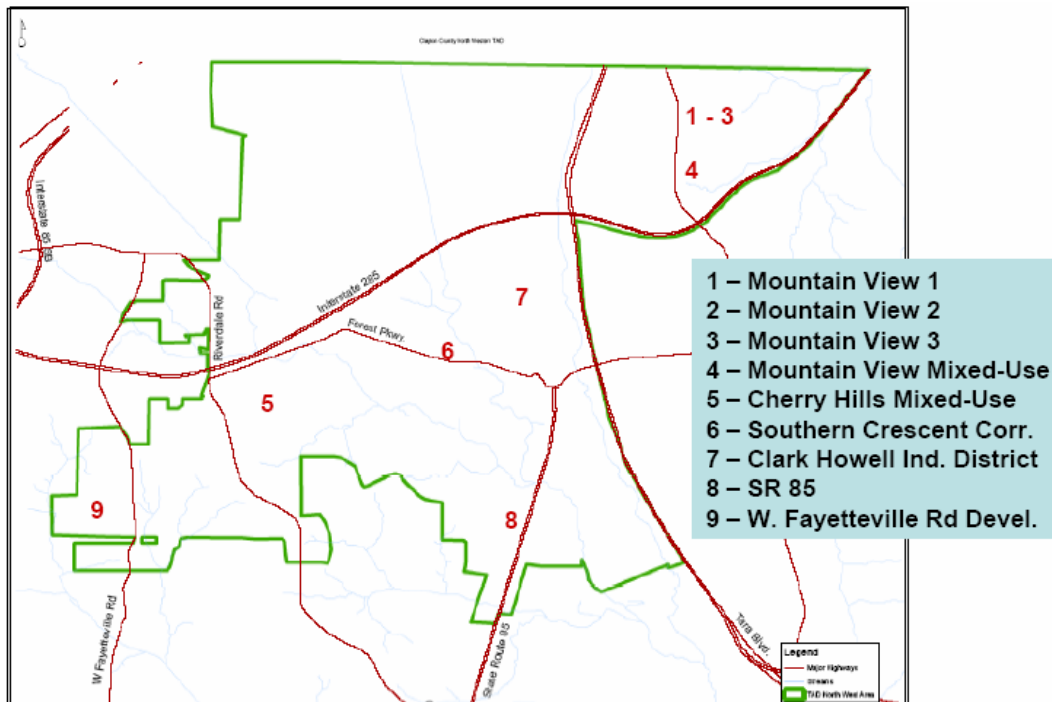 Clayton County North Western TAD
1 - 3
4
Interstate 85 SB
Riverdale Rd
Interstate 285
7
Forest Pkwy.
6
5
1 – Mountain View 1
2 – Mountain View 2
3 – Mountain View 3
4 – Mountain View Mixed-Use
5 – Cherry Hills Mixed-Use
6 – Southern Crescent Corr.
7 – Clark Howell Ind. District
8 – SR 85
9 – W. Fayetteville Rd Devel.
9
8
W Fayetteville Rd
State Route 85
Tara Blvd.
Legend
Major Highways
Streams
TAD North West Area